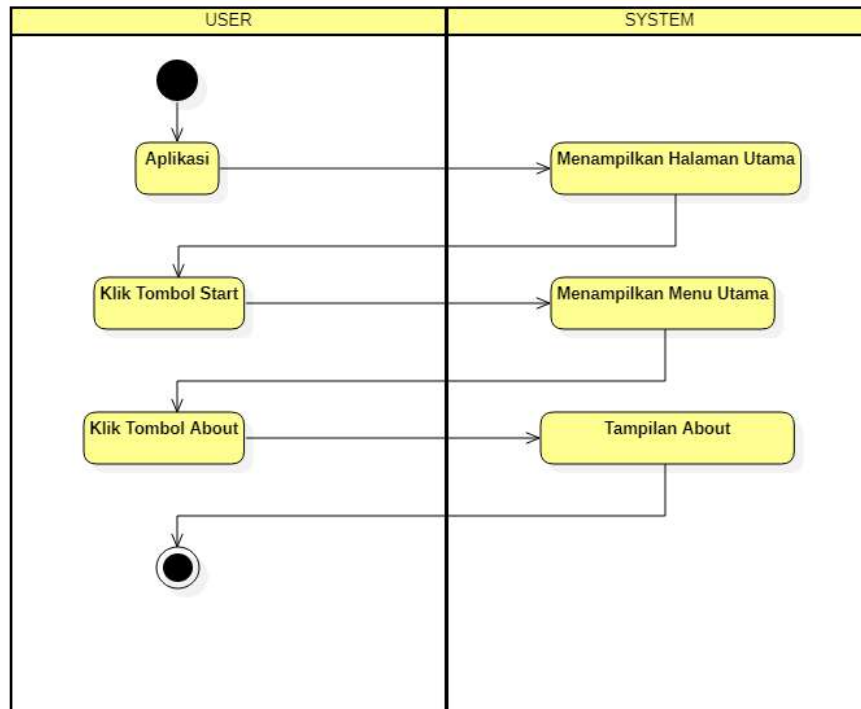 USER
SYSTEM
Aplikasi
Menampilkan Halaman Utama
Klik Tombol Start
Menampilkan Menu Utama
Klik Tombol About
Tampilan About